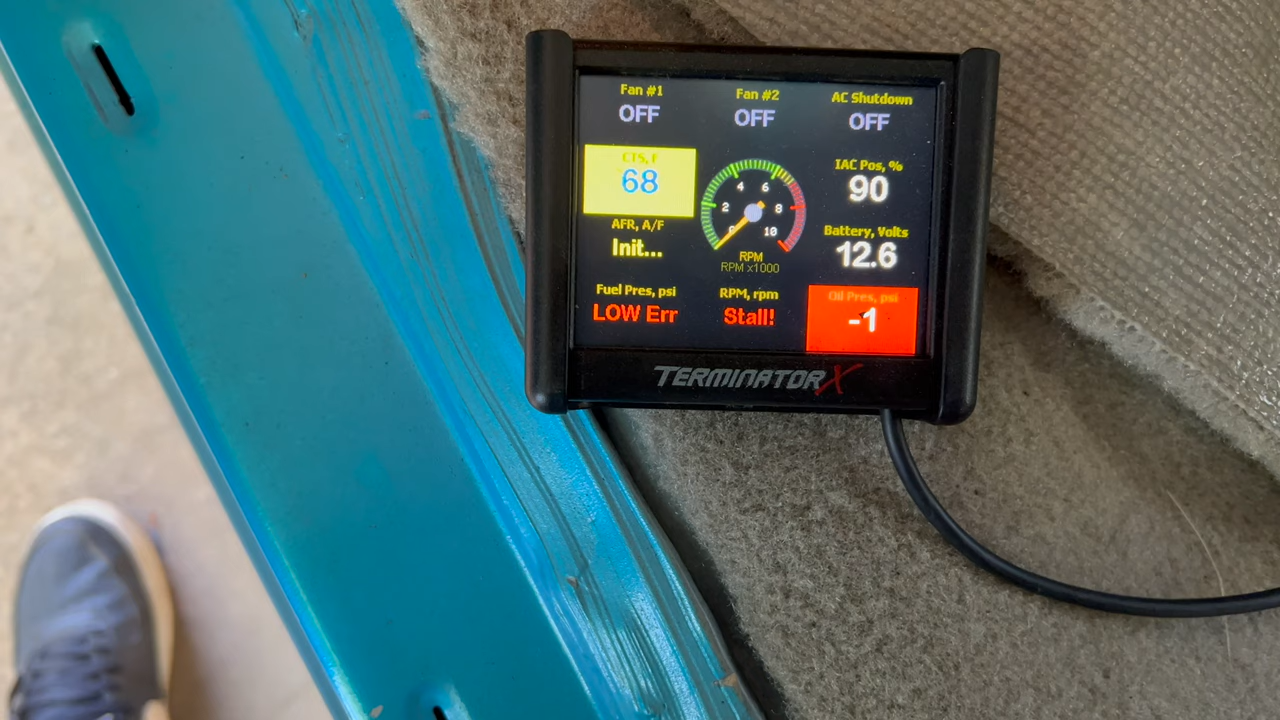 Fan #1
OFF
Fan #2
OFF
AC Shutdown
OFF
CTS, F
68
4
6
2
8
0
10
RPM
RPM x1000
IAC Pos, %
90
AFR, A/F
Init...
Battery, Volts
12.6
Fuel Pres, psi
LOW Err
RPM, rpm
Stall!
Oil Pres, psi
-1
TERMINATOR X